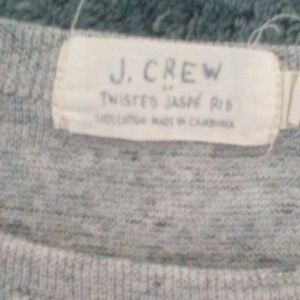 J. CREW
TWISTED JASPÉ RIB
100% COTTON MADE IN CAMBODIA